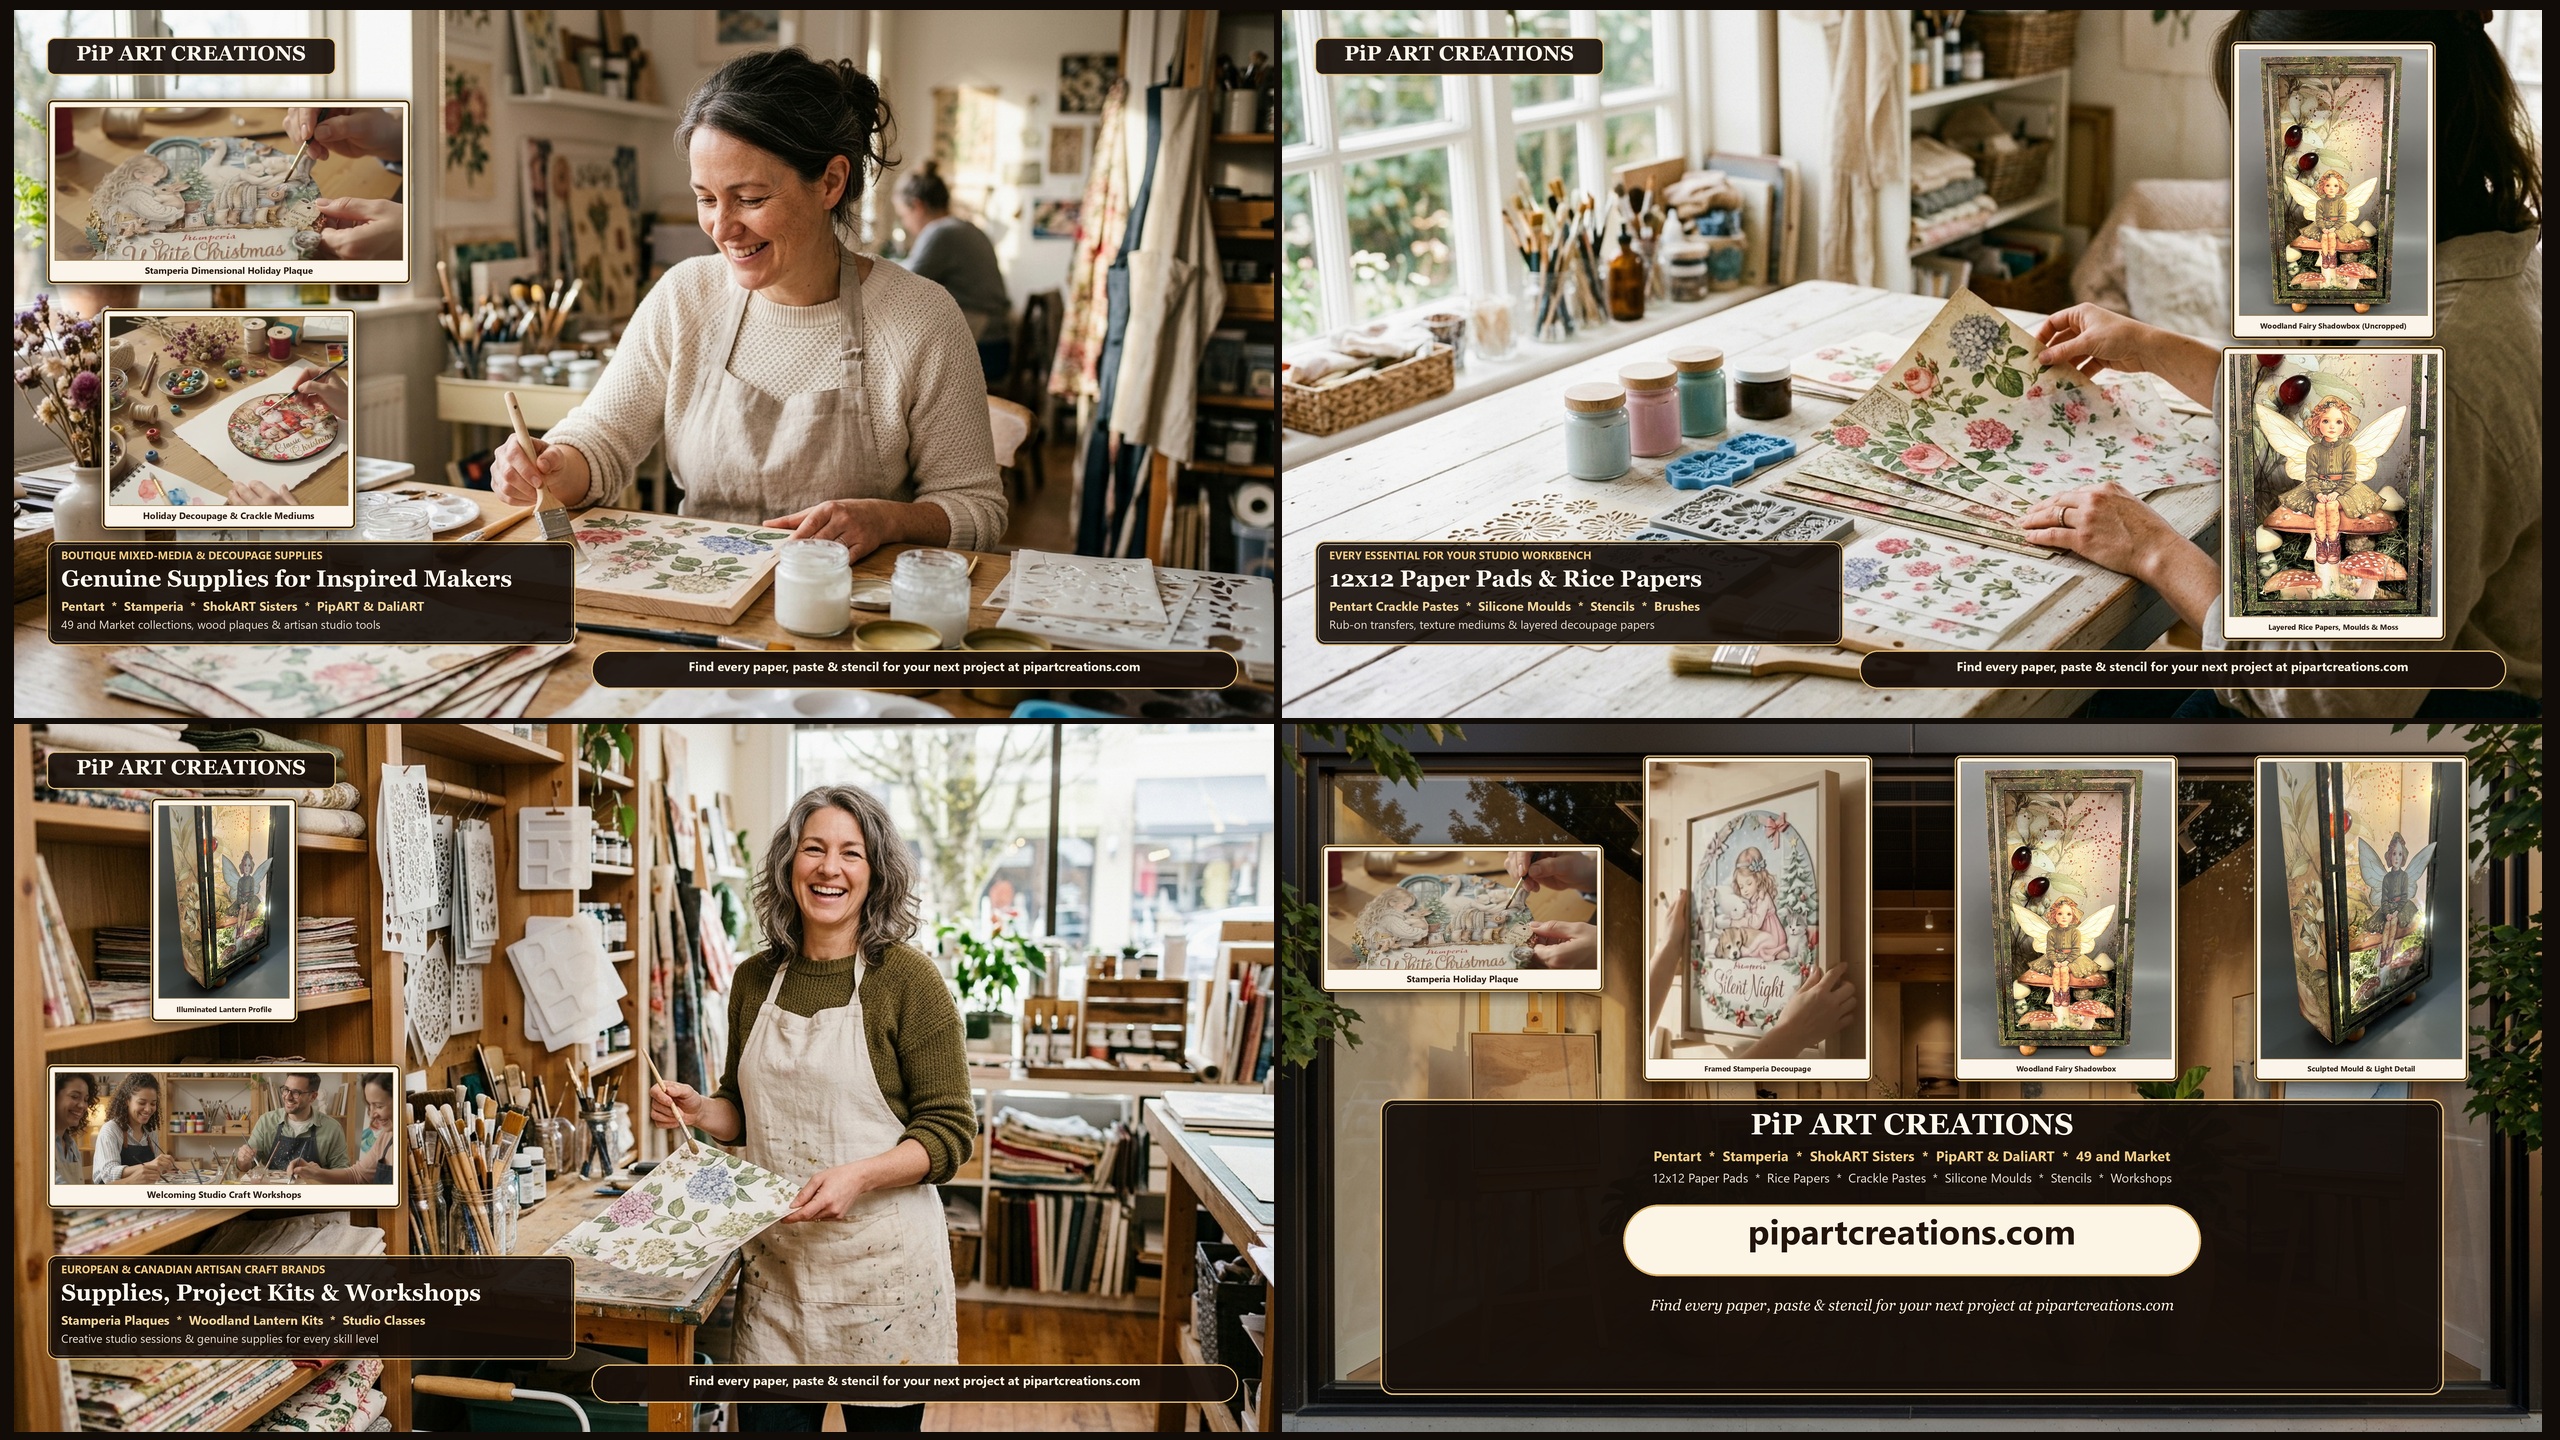 PiP ART CREATIONS
Stamperia
White Christmas
Stamperia Dimensional Holiday Plaque
Classic
Christmas
Holiday Decoupage & Crackle Mediums
BOUTIQUE MIXED-MEDIA & DECOUPAGE SUPPLIES
Genuine Supplies for Inspired Makers
Pentart * Stamperia * ShokART Sisters * PipART & DaliART
49 and Market collections, wood plaques & artisan studio tools
Find every paper, paste & stencil for your next project at pipartcreations.com
PiP ART CREATIONS
Woodland Fairy Shadowbox (Uncropped)
Layered Rice Papers, Moulds & Moss
EVERY ESSENTIAL FOR YOUR STUDIO WORKBENCH
12x12 Paper Pads & Rice Papers
Pentart Crackle Pastes * Silicone Moulds * Stencils * Brushes
Rub-on transfers, texture mediums & layered decoupage papers
Find every paper, paste & stencil for your next project at pipartcreations.com
PiP ART CREATIONS
Illuminated Lantern Profile
Welcoming Studio Craft Workshops
EUROPEAN & CANADIAN ARTISAN CRAFT BRANDS
Supplies, Project Kits & Workshops
Stamperia Plaques * Woodland Lantern Kits * Studio Classes
Creative studio sessions & genuine supplies for every skill level
Find every paper, paste & stencil for your next project at pipartcreations.com
White Christmas
Stamperia Holiday Plaque
Silent Night
Framed Stamperia Decoupage
Woodland Fairy Shadowbox
Sculpted Mould & Light Detail
PiP ART CREATIONS
Pentart * Stamperia * ShokART Sisters * PipART & DaliART * 49 and Market
12x12 Paper Pads * Rice Papers * Crackle Pastes * Silicone Moulds * Stencils * Workshops
pipartcreations.com
Find every paper, paste & stencil for your next project at pipartcreations.com